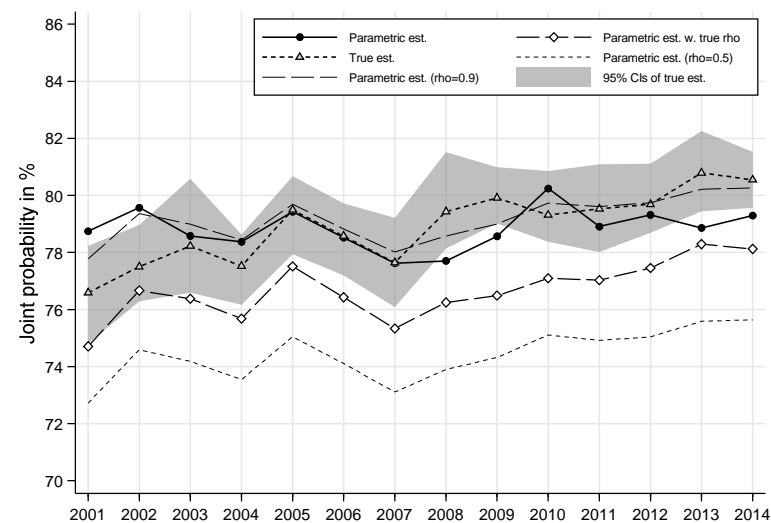 86
84
82
80
78
76
74
72
70
Joint probability in %
Parametric est.
Parametric est. w. true rho
True est.
Parametric est. (rho=0.5)
Parametric est. (rho=0.9)
95% CIs of true est.
2001 2002 2003 2004 2005 2006 2007 2008 2009 2010 2011 2012 2013 2014